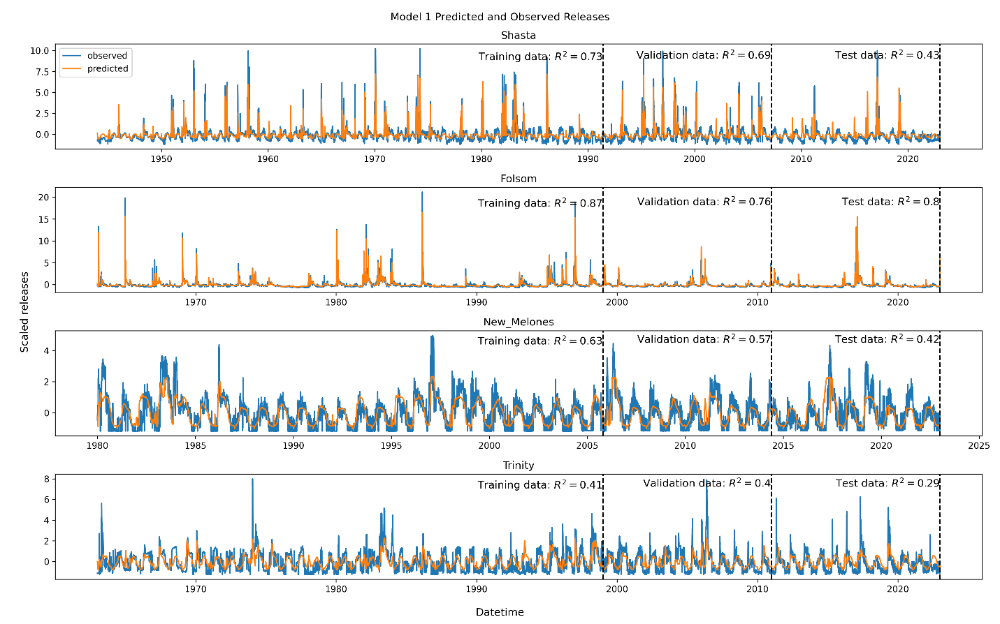 Model 1 Predicted and Observed Releases
Shasta
observed
predicted
Training data: R² = 0.73
Validation data: R² = 0.69
Test data: R² = 0.43
10.0
7.5
5.0
2.5
0.0
1950 1960 1970 1980 1990 2000 2010 2020
Folsom
Training data: R² = 0.87
Validation data: R² = 0.76
Test data: R² = 0.8
20
15
10
5
0
1970 1980 1990 2000 2010 2020
Scaled releases
New_Melones
Training data: R² = 0.63
Validation data: R² = 0.57
Test data: R² = 0.42
4
2
0
1980 1985 1990 1995 2000 2005 2010 2015 2020 2025
Trinity
Training data: R² = 0.41
Validation data: R² = 0.4
Test data: R² = 0.29
8
6
4
2
0
1970 1980 1990 2000 2010 2020
Datetime